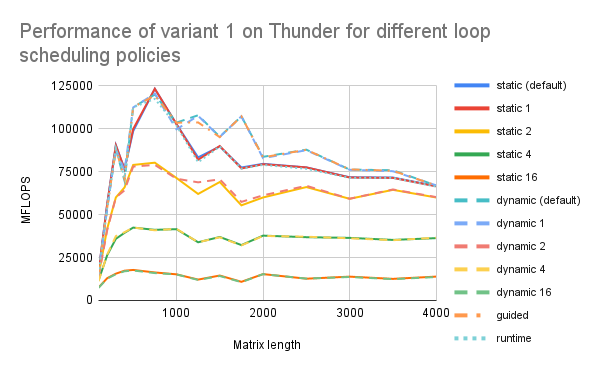 Performance of variant 1 on Thunder for different loop
scheduling policies
125000
100000
75000
50000
25000
0
MFLOPS
1000
2000
3000
4000
Matrix length
static (default)
static 1
static 2
static 4
static 16
dynamic (default)
dynamic 1
dynamic 2
dynamic 4
dynamic 16
guided
runtime